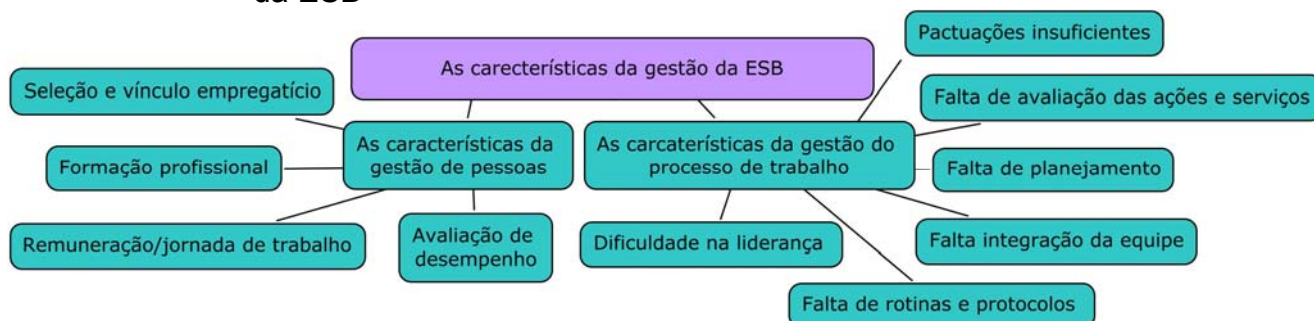 da ESB
As carecterísticas da gestão da ESB
Seleção e vínculo empregatício
Formação profissional
Remuneração/jornada de trabalho
As características da
gestão de pessoas
Avaliação de
desempenho
As carcaterísticas da gestão do
processo de trabalho
Dificuldade na liderança
Pactuações insuficientes
Falta de avaliação das ações e serviços
Falta de planejamento
Falta integração da equipe
Falta de rotinas e protocolos